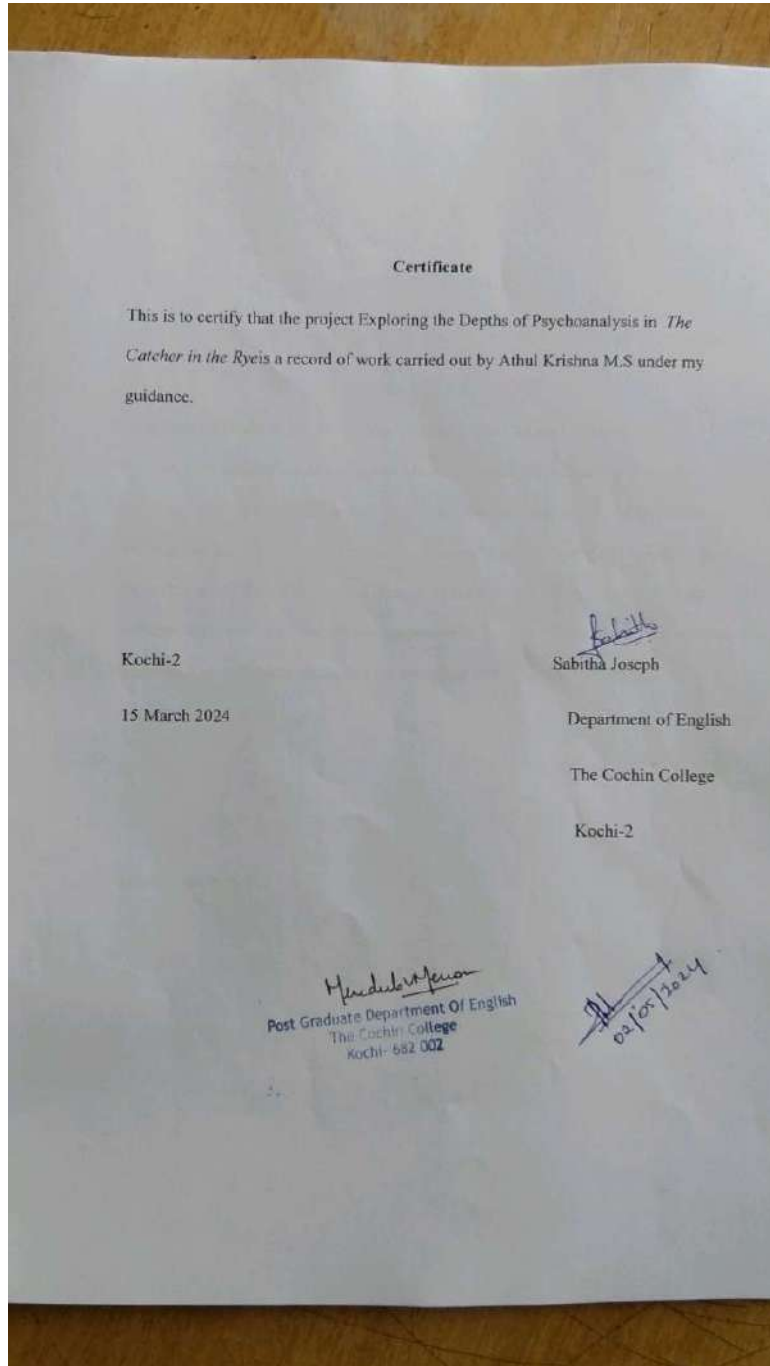 Certificate
This is to certify that the project Exploring the Depths of Psychoanalysis in The
Catcher in the Ryeis a record of work carried out by Athul Krishna M.S under my
guidance.
Sabitha
Kochi-2
Sabitha Joseph
15 March 2024
Department of English
The Cochin College
Kochi-2
Post Graduate Department Of English
The Cochin College
Kochi- 682 002
02/05/2024